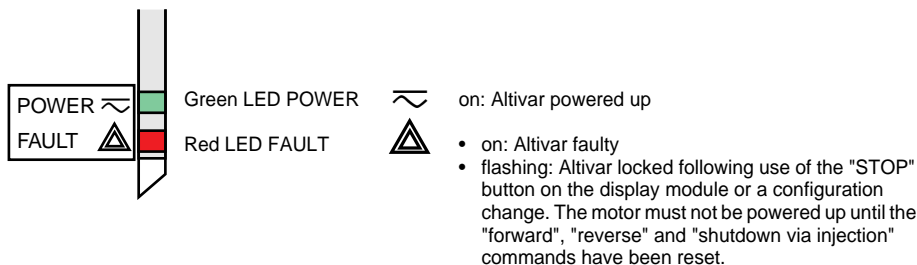 POWER
FAULT
Green LED POWER
on: Altivar powered up
Red LED FAULT
• on: Altivar faulty
• flashing: Altivar locked following use of the "STOP"
button on the display module or a configuration
change. The motor must not be powered up until the
"forward", "reverse" and "shutdown via injection"
commands have been reset.